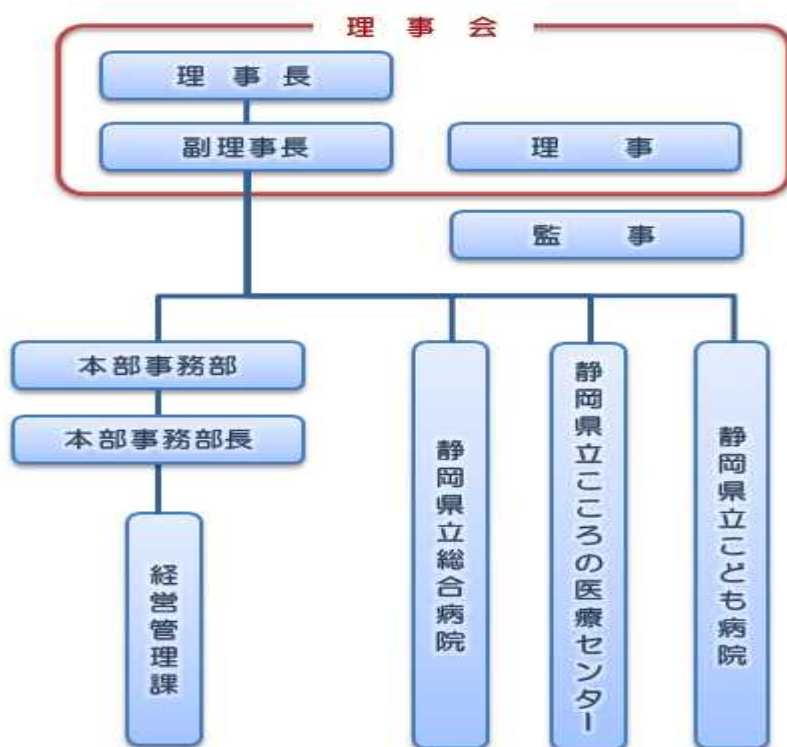 理事会
理事長
副理事長
理事
監事
本部事務部
本部事務部長
経営管理課
静岡県立総合病院
静岡県立こころの医療センター
静岡県立こども病院